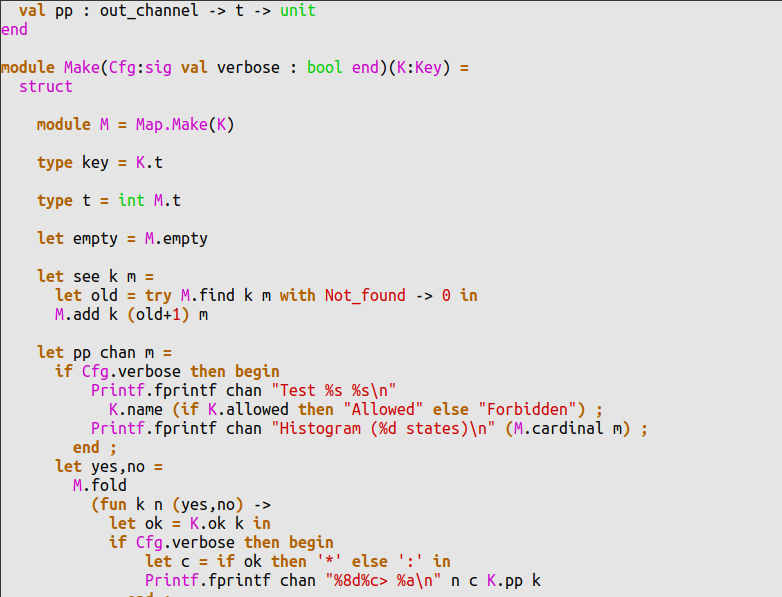 val pp : out_channel -> t -> unit
end
module Make(Cfg:sig val verbose : bool end)(K:Key) =
struct
module M = Map.Make(K)
type key = K.t
type t = int M.t
let empty = M.empty
let see k m =
let old = try M.find k m with Not_found -> 0 in
M.add k (old+1) m
let pp chan m =
if Cfg.verbose then begin
Printf.fprintf chan "Test %s %s\n"
K.name (if K.allowed then "Allowed" else "Forbidden") ;
Printf.fprintf chan "Histogram (%d states)\n" (M.cardinal m) ;
end ;
let yes,no =
M.fold
(fun k n (yes,no) ->
let ok = K.ok k in
if Cfg.verbose then begin
let c = if ok then '*' else ':' in
Printf.fprintf chan "%8d%c> %a\n" n c K.pp k
end ;